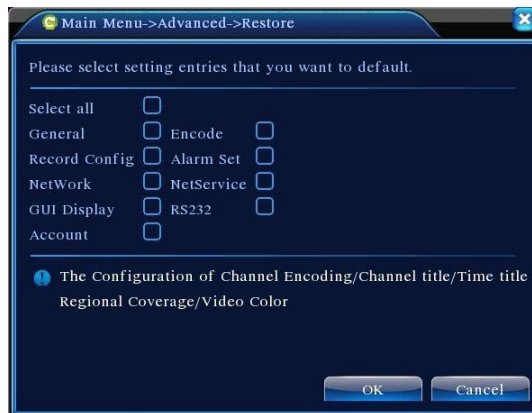 Main Menu->Advanced->Restore
Please select setting entries that you want to default.
Select all
General Encode
Record Config Alarm Set
NetWork NetService
GUI Display RS232
Account
The Configuration of Channel Encoding/Channel title/Time title
Regional Coverage/Video Color
OK Cancel